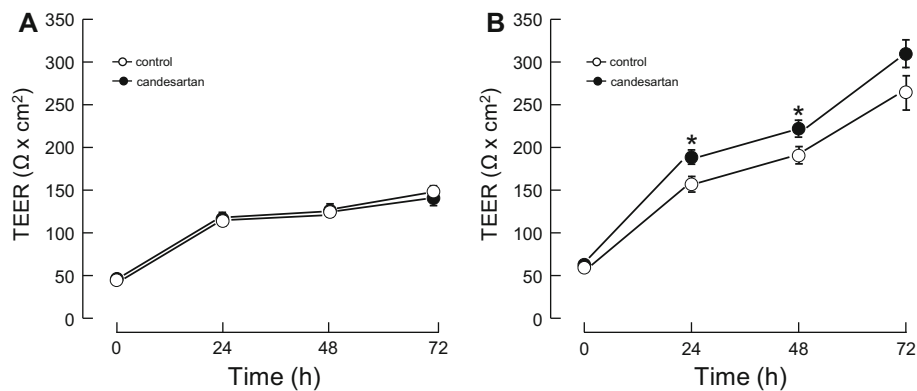 A
TEER (Ω x cm²)
350
300
250
200
150
100
50
0
control
candesartan
0
24
48
72
Time (h)
B
TEER (Ω x cm²)
350
300
250
200
150
100
50
0
control
candesartan
*
*
0
24
48
72
Time (h)